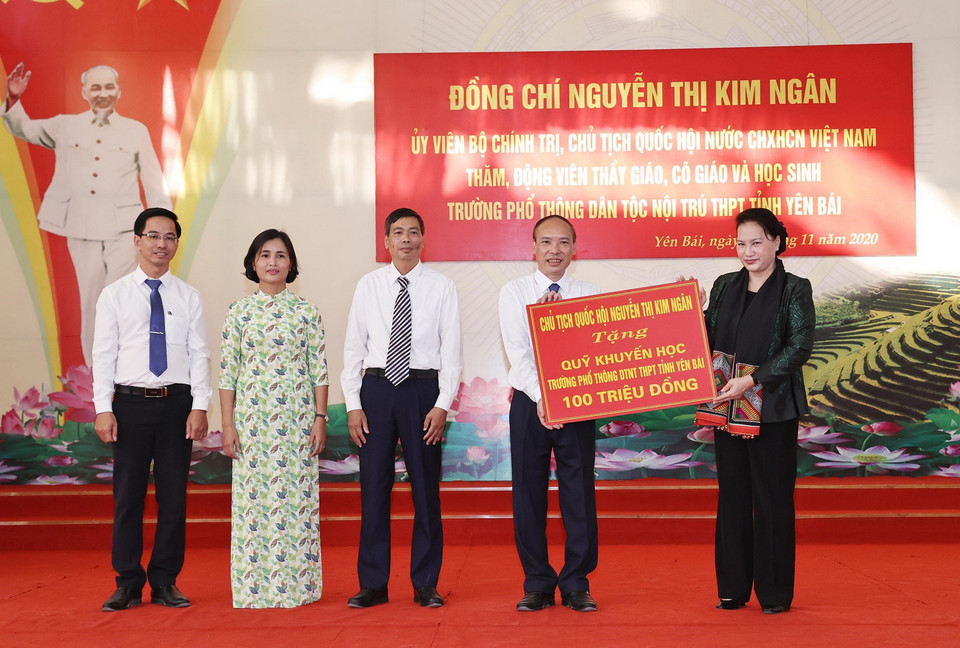 ĐỒNG CHÍ NGUYỄN THỊ KIM NGÂN
ỦY VIÊN BỘ CHÍNH TRỊ, CHỦ TỊCH QUỐC HỘI NƯỚC CHXHCN VIỆT NAM
THĂM, ĐỘNG VIÊN THẦY GIÁO, CÔ GIÁO VÀ HỌC SINH
TRƯỜNG PHỔ THÔNG DÂN TỘC NỘI TRÚ THPT TỈNH YÊN BÁI
Yên Bái, ngày 11 năm 2020
CHỦ TỊCH QUỐC HỘI NGUYỄN THỊ KIM NGÂN
Tặng
QUỸ KHUYẾN HỌC
TRƯỜNG PHỔ THÔNG DTNT THPT TỈNH YÊN BÁI
100 TRIỆU ĐỒNG